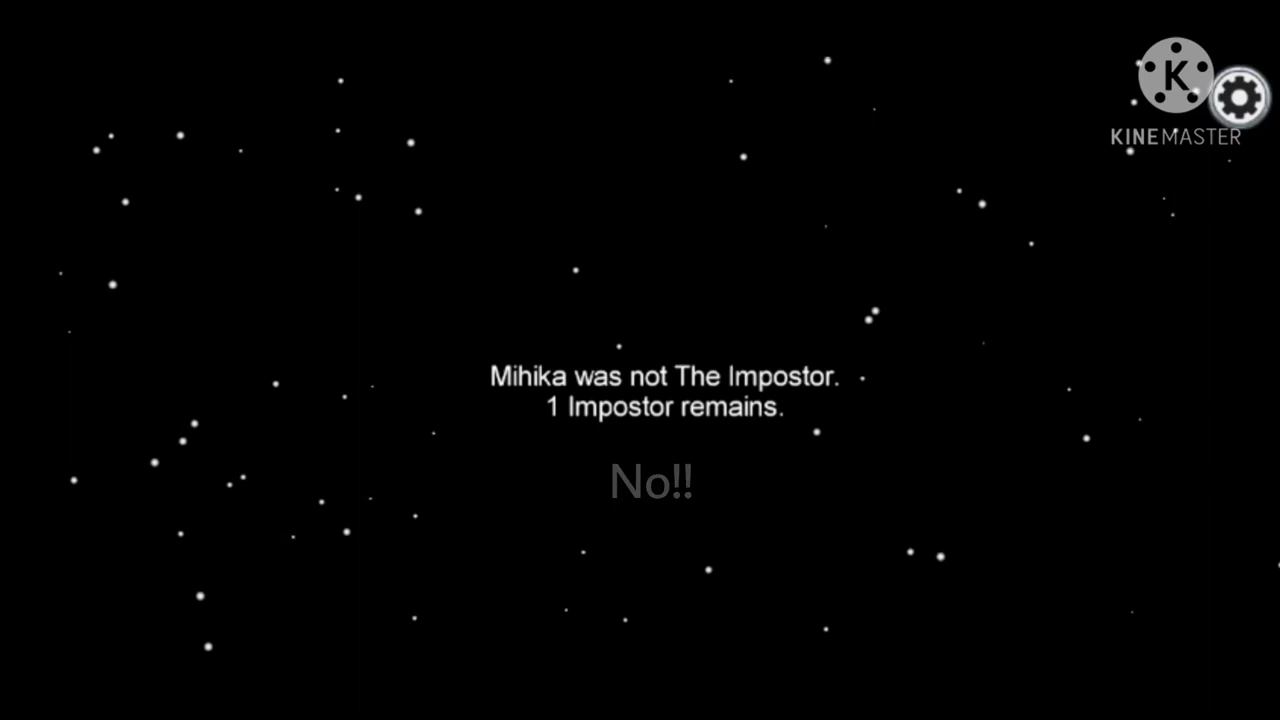 K
KINEMASTER
Mihika was not The Impostor.
1 Impostor remains.
No!!